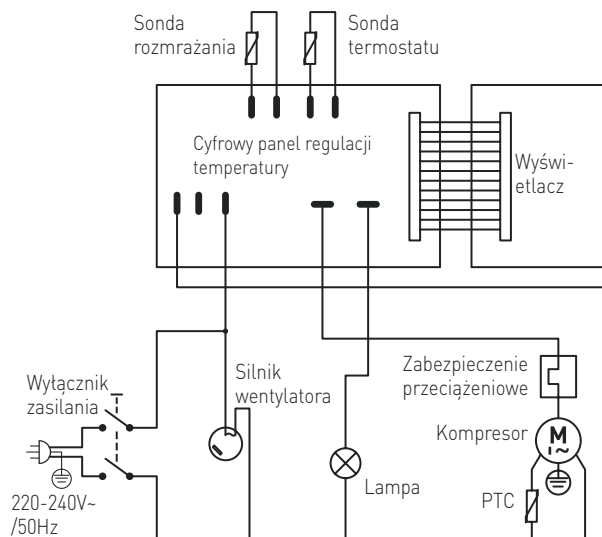 Sonda
rozmrażania
Sonda
termostatu
Cyfrowy panel regulacji
temperatury
Wyświ-
etlacz
Wyłącznik
zasilania
Silnik
wentylatora
Zabezpieczenie
przeciążeniowe
Kompresor
M
1~
Lampa
PTC
220-240V~
/50Hz